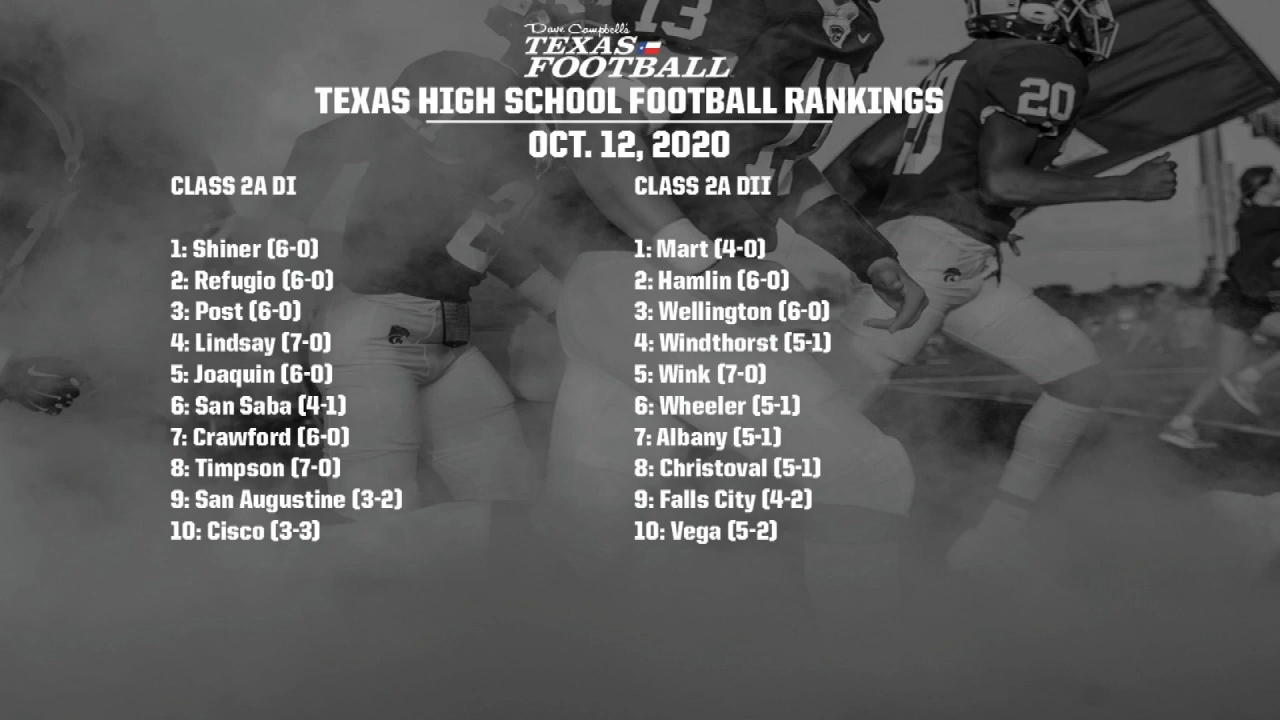 Dave Campbell's
TEXAS
FOOTBALL
TEXAS HIGH SCHOOL FOOTBALL RANKINGS
OCT. 12, 2020
CLASS 2A DI
1: Shiner (6-0)
2: Refugio (6-0)
3: Post (6-0)
4: Lindsay (7-0)
5: Joaquin (6-0)
6: San Saba (4-1)
7: Crawford (6-0)
8: Timpson (7-0)
9: San Augustine (3-2)
10: Cisco (3-3)
CLASS 2A DII
1: Mart (4-0)
2: Hamlin (6-0)
3: Wellington (6-0)
4: Windthorst (5-1)
5: Wink (7-0)
6: Wheeler (5-1)
7: Albany (5-1)
8: Christoval (5-1)
9: Falls City (4-2)
10: Vega (5-2)
13
20